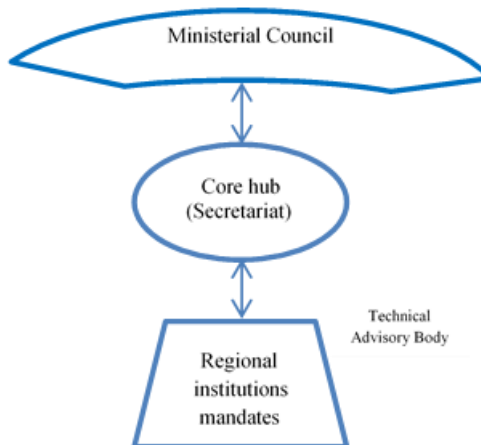 Ministerial Council
Core hub
(Secretariat)
Technical
Advisory Body
Regional
institutions
mandates